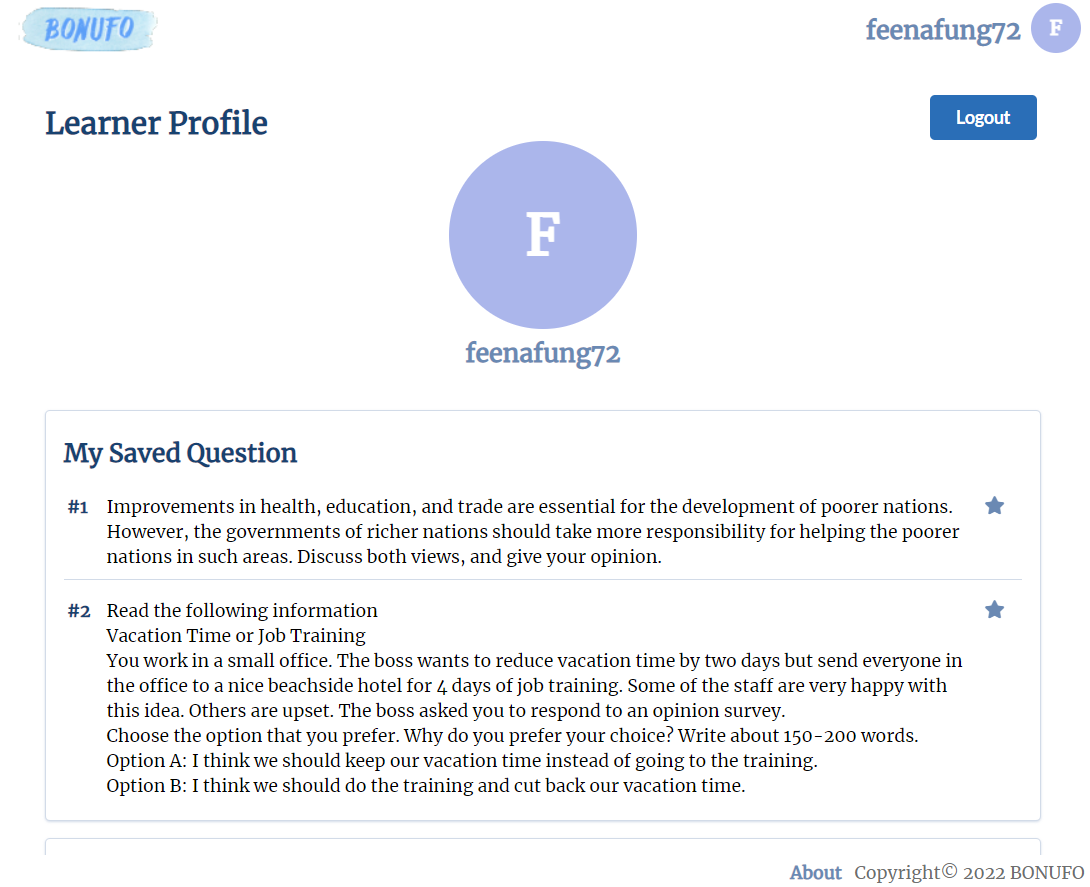 BONUFO
feenafung72
F
Learner Profile
Logout
F
feenafung72
My Saved Question
#1 Improvements in health, education, and trade are essential for the development of poorer nations.
However, the governments of richer nations should take more responsibility for helping the poorer
nations in such areas. Discuss both views, and give your opinion.
#2 Read the following information
Vacation Time or Job Training
You work in a small office. The boss wants to reduce vacation time by two days but send everyone in
the office to a nice beachside hotel for 4 days of job training. Some of the staff are very happy with
this idea. Others are upset. The boss asked you to respond to an opinion survey.
Choose the option that you prefer. Why do you prefer your choice? Write about 150-200 words.
Option A: I think we should keep our vacation time instead of going to the training.
Option B: I think we should do the training and cut back our vacation time.
About Copyright© 2022 BONUFO